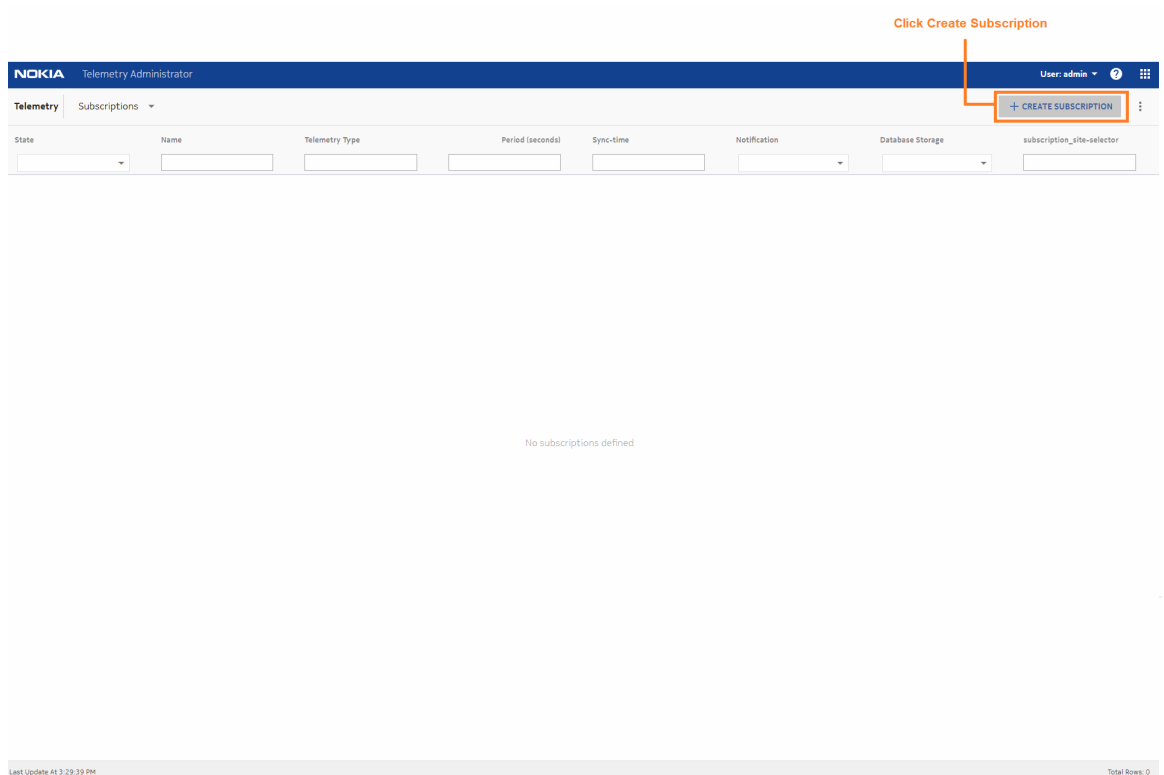 Click Create Subscription
NOKIA Telemetry Administrator User: admin ?
Telemetry Subscriptions + CREATE SUBSCRIPTION
State Name Telemetry Type Period (seconds) Sync-time Notification Database Storage subscription_site-selector
No subscriptions defined
Last Update At 3:29:39 PM Total Rows: 0